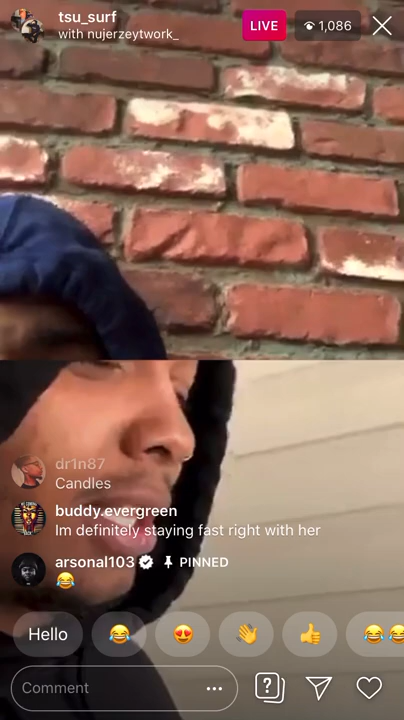 tsu_surf
LIVE
1,086
with nujerzeytwork_
dr1n87
Candles
buddy.evergreen
Im definitely staying fast right with her
arsonal103 PINNED
😂
Hello 😂 😍 👋 👍 😂😂
Comment